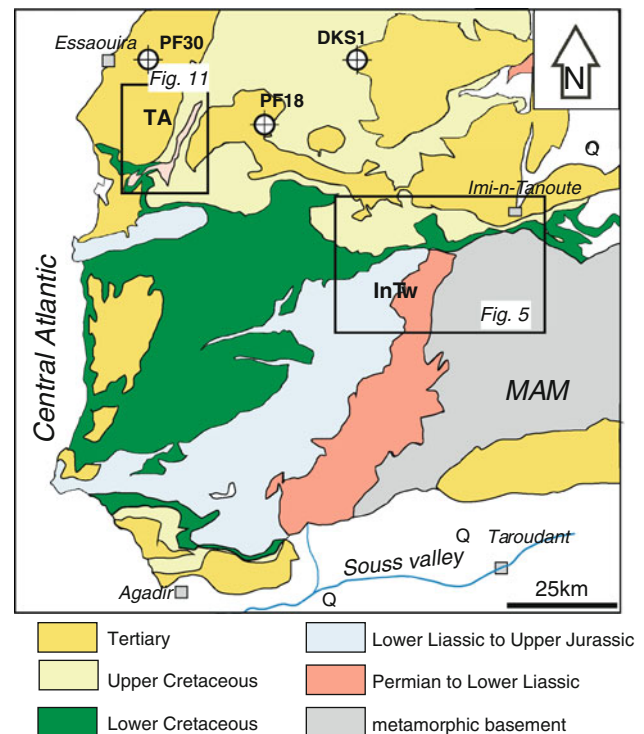 Essaouira
PF30
DKS1
N
Fig. 11
TA
PF18
Q
Imi-n-Tanoute
Central Atlantic
InTw
Fig. 5
MAM
Q
Taroudant
Souss valley
Agadir
Q
25km
Tertiary
Lower Liassic to Upper Jurassic
Upper Cretaceous
Permian to Lower Liassic
Lower Cretaceous
metamorphic basement